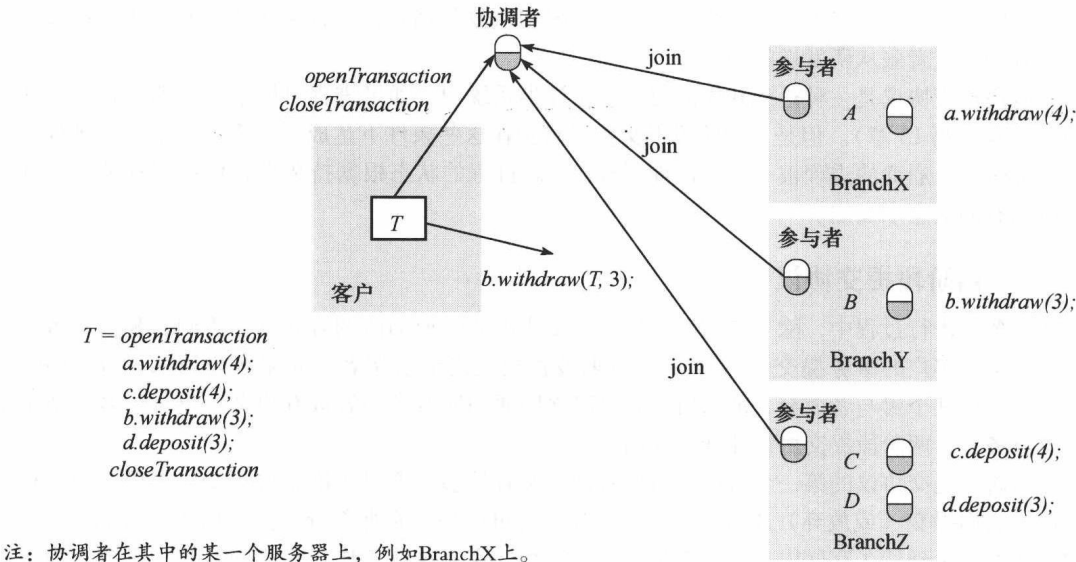 协调者
join
参与者
openTransaction
closeTransaction
A
a.withdraw(4);
join
BranchX
T
参与者
b.withdraw(T, 3);
客户
B
b.withdraw(3);
T = openTransaction
BranchY
a.withdraw(4);
join
c.deposit(4);
参与者
b.withdraw(3);
d.deposit(3);
C
c.deposit(4);
closeTransaction
D
d.deposit(3);
BranchZ
注：协调者在其中的某一个服务器上，例如BranchX上。